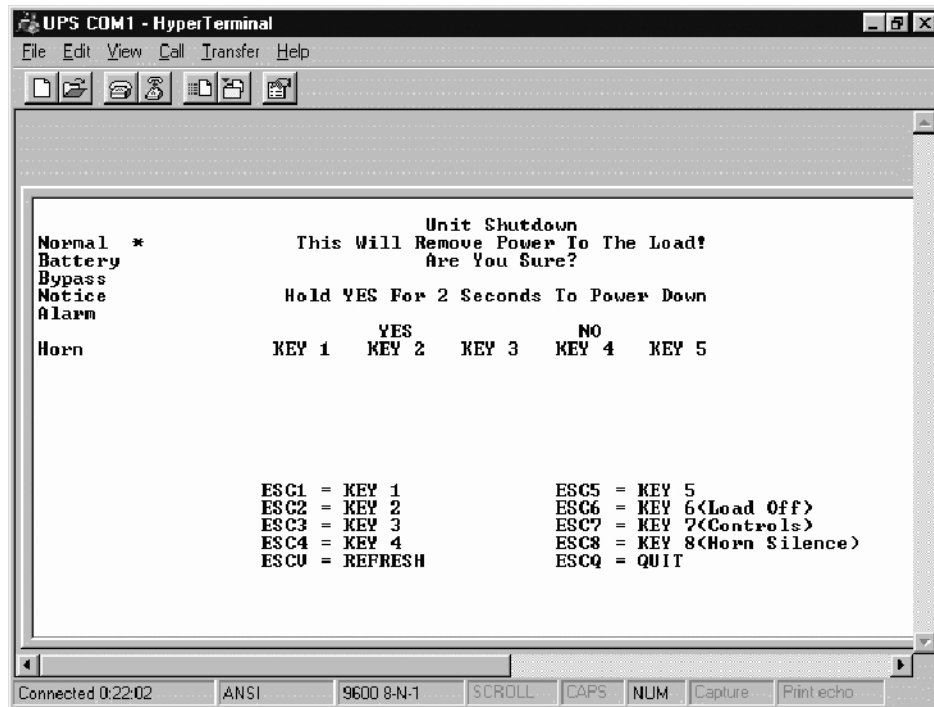 UPS COM1 - HyperTerminal
File Edit View Call Transfer Help
Unit Shutdown
Normal * This Will Remove Power To The Load!
Battery Are You Sure?
Bypass
Notice Hold YES For 2 Seconds To Power Down
Alarm
YES NO
Horn KEY 1 KEY 2 KEY 3 KEY 4 KEY 5
ESC1 = KEY 1 ESC5 = KEY 5
ESC2 = KEY 2 ESC6 = KEY 6(Load Off)
ESC3 = KEY 3 ESC7 = KEY 7(Controls)
ESC4 = KEY 4 ESC8 = KEY 8(Horn Silence)
ESCV = REFRESH ESCQ = QUIT
Connected 0:22:02 ANSI 9600 8-N-1 SCROLL CAPS NUM Capture Print echo